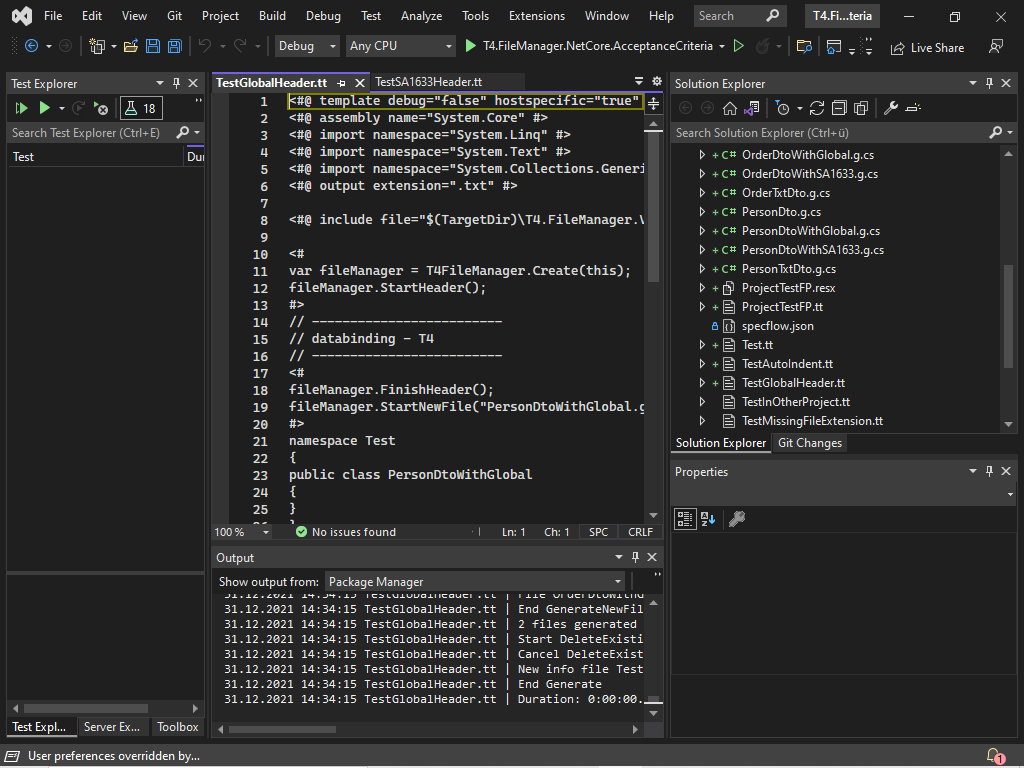 File Edit View Git Project Build Debug Test Analyze Tools Extensions Window Help Search T4.Fi...teria
Debug Any CPU T4.FileManager.NetCore.AcceptanceCriteria Live Share
Test Explorer
18
Search Test Explorer (Ctrl+E)
Test Dur
Test Expl... Server Ex... Toolbox
TestGlobalHeader.tt TestSA1633Header.tt
1 <#@ template debug="false" hostspecific="true"
2 <#@ assembly name="System.Core" #>
3 <#@ import namespace="System.Linq" #>
4 <#@ import namespace="System.Text" #>
5 <#@ import namespace="System.Collections.Generi
6 <#@ output extension=".txt" #>
7
8 <#@ include file="$(TargetDir)\T4.FileManager.V
9
10 <#
11 var fileManager = T4FileManager.Create(this);
12 fileManager.StartHeader();
13 #>
14 // -------------------------
15 // databinding - T4
16 // -------------------------
17 <#
18 fileManager.FinishHeader();
19 fileManager.StartNewFile("PersonDtoWithGlobal.g
20 #>
21 namespace Test
22 {
23 public class PersonDtoWithGlobal
24 {
25 }
26 }
100 % No issues found Ln: 1 Ch: 1 SPC CRLF
Output
Show output from: Package Manager
31.12.2021 14:34:15 TestGlobalHeader.tt | File OrderDtoWithG
31.12.2021 14:34:15 TestGlobalHeader.tt | End GenerateNewFil
31.12.2021 14:34:15 TestGlobalHeader.tt | 2 files generated
31.12.2021 14:34:15 TestGlobalHeader.tt | Start DeleteExisti
31.12.2021 14:34:15 TestGlobalHeader.tt | Cancel DeleteExist
31.12.2021 14:34:15 TestGlobalHeader.tt | New info file Test
31.12.2021 14:34:15 TestGlobalHeader.tt | End Generate
31.12.2021 14:34:15 TestGlobalHeader.tt | Duration: 0:00:00.
Solution Explorer
Search Solution Explorer (Ctrl+ü)
+ C# OrderDtoWithGlobal.g.cs
+ C# OrderDtoWithSA1633.g.cs
+ C# OrderTxtDto.g.cs
+ C# PersonDto.g.cs
+ C# PersonDtoWithGlobal.g.cs
+ C# PersonDtoWithSA1633.g.cs
+ C# PersonTxtDto.g.cs
+ ProjectTestFP.resx
+ ProjectTestFP.tt
specflow.json
+ Test.tt
+ TestAutoIndent.tt
+ TestGlobalHeader.tt
TestInOtherProject.tt
TestMissingFileExtension.tt
Solution Explorer Git Changes
Properties
User preferences overridden by... 1